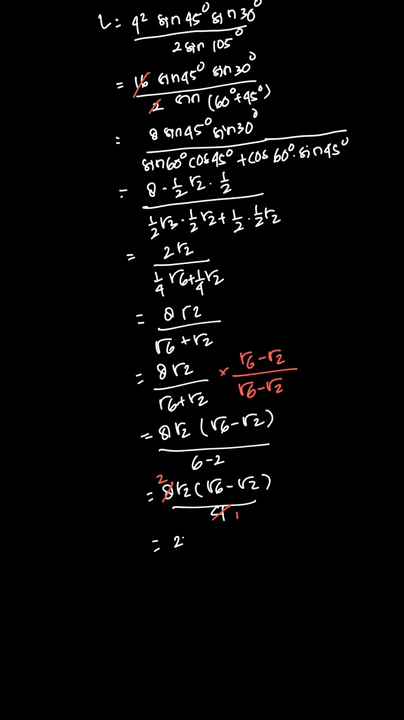 L = 4² sin45° sin30° / 2 sin 105°
= 16 sin45° sin30° / 2 sin (60°+45°)
= 8 sin45° sin30° / sin60° cos45° + cos60°. sin45°
= 8 · 1/2 √2 · 1/2 / 1/2 √3 · 1/2 √2 + 1/2 · 1/2 √2
= 2√2 / 1/4 √6 + 1/4 √2
= 8√2 / √6 + √2
= 8√2 / √6+√2 × √6-√2 / √6-√2
= 8√2 (√6-√2) / 6-2
= 2 8√2 (√6-√2) / 4 1
= 2